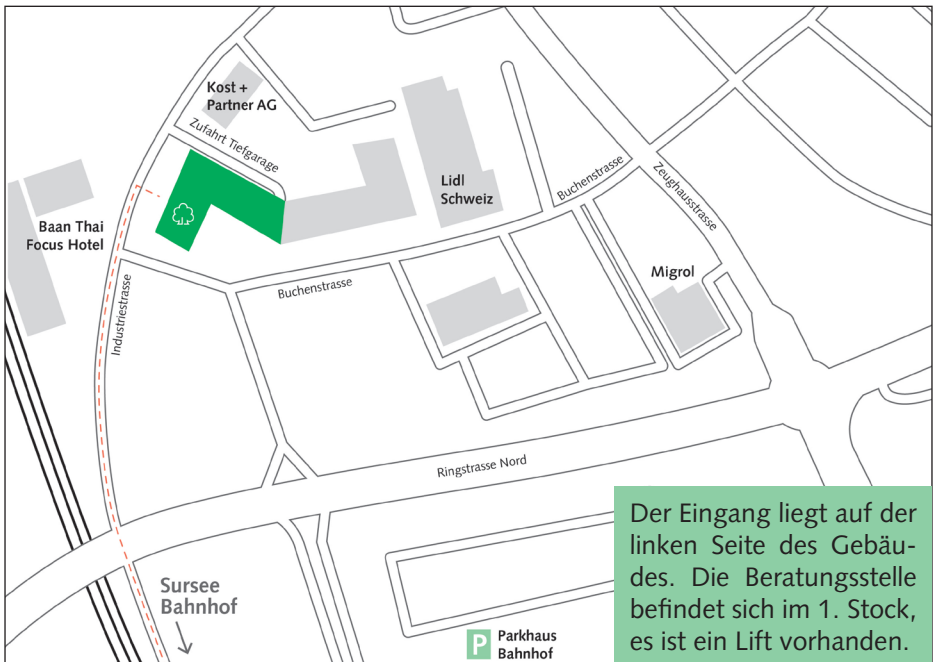 Kost +
Partner AG
Zufahrt Tiefgarage
Lidl
Schweiz
Buchenstrasse
Zeughausstrasse
Baan Thai
Focus Hotel
Industriestrasse
Buchenstrasse
Migrol
Ringstrasse Nord
Sursee
Bahnhof
P Parkhaus
Bahnhof
Der Eingang liegt auf der
linken Seite des Gebäu-
des. Die Beratungsstelle
befindet sich im 1. Stock,
es ist ein Lift vorhanden.